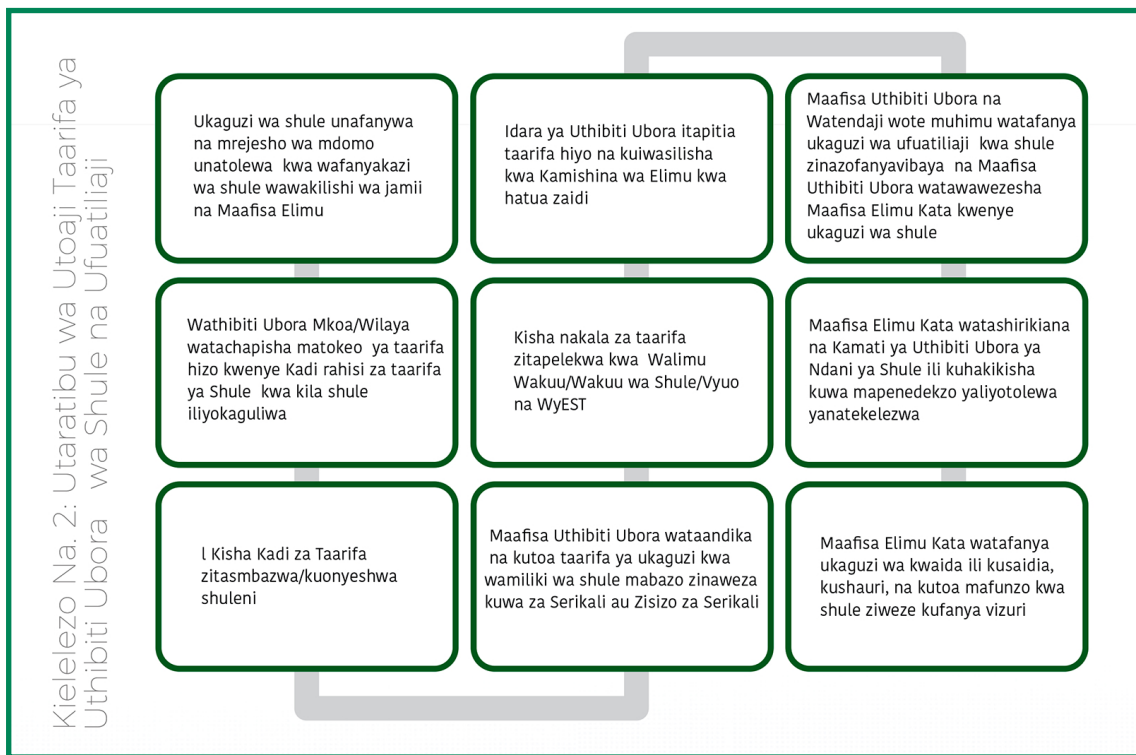 Kielelezo Na. 2: Utaratibu wa Utoaji Taarifa ya
Uthibiti Ubora wa Shule na Ufuatiliaji
Ukaguzi wa shule unafanywa
na mrejesho wa mdomo
unatolewa kwa wafanyakazi
wa shule wawakilishi wa jamii
na Maafisa Elimu
Wathibiti Ubora Mkoa/Wilaya
watachapisha matokeo ya taarifa
hizo kwenye Kadi rahisi za taarifa
ya Shule kwa kila shule
iliyokaguliwa
l Kisha Kadi za Taarifa
zitasmbazwa/kuonyeshwa
shuleni
Maafisa Uthibiti Ubora wataandika
na kutoa taarifa ya ukaguzi kwa
wamiliki wa shule mabazo zinaweza
kuwa za Serikali au Zisizo za Serikali
Kisha nakala za taarifa
zitapelekwa kwa Walimu
Wakuu/Wakuu wa Shule/Vyuo
na WyEST
Idara ya Uthibiti Ubora itapitia
taarifa hiyo na kuiwasilisha
kwa Kamishina wa Elimu kwa
hatua zaidi
Maafisa Uthibiti Ubora na
Watendaji wote muhimu watafanya
ukaguzi wa ufuatiliaji kwa shule
zinazofanyavibaya na Maafisa
Uthibiti Ubora watawawezesha
Maafisa Elimu Kata kwenye
ukaguzi wa shule
Maafisa Elimu Kata watashirikiana
na Kamati ya Uthibiti Ubora ya
Ndani ya Shule ili kuhakikisha
kuwa mapenedekzo yaliyotolewa
yanatekelezwa
Maafisa Elimu Kata watafanya
ukaguzi wa kwaida ili kusaidia,
kushauri, na kutoa mafunzo kwa
shule ziweze kufanya vizuri